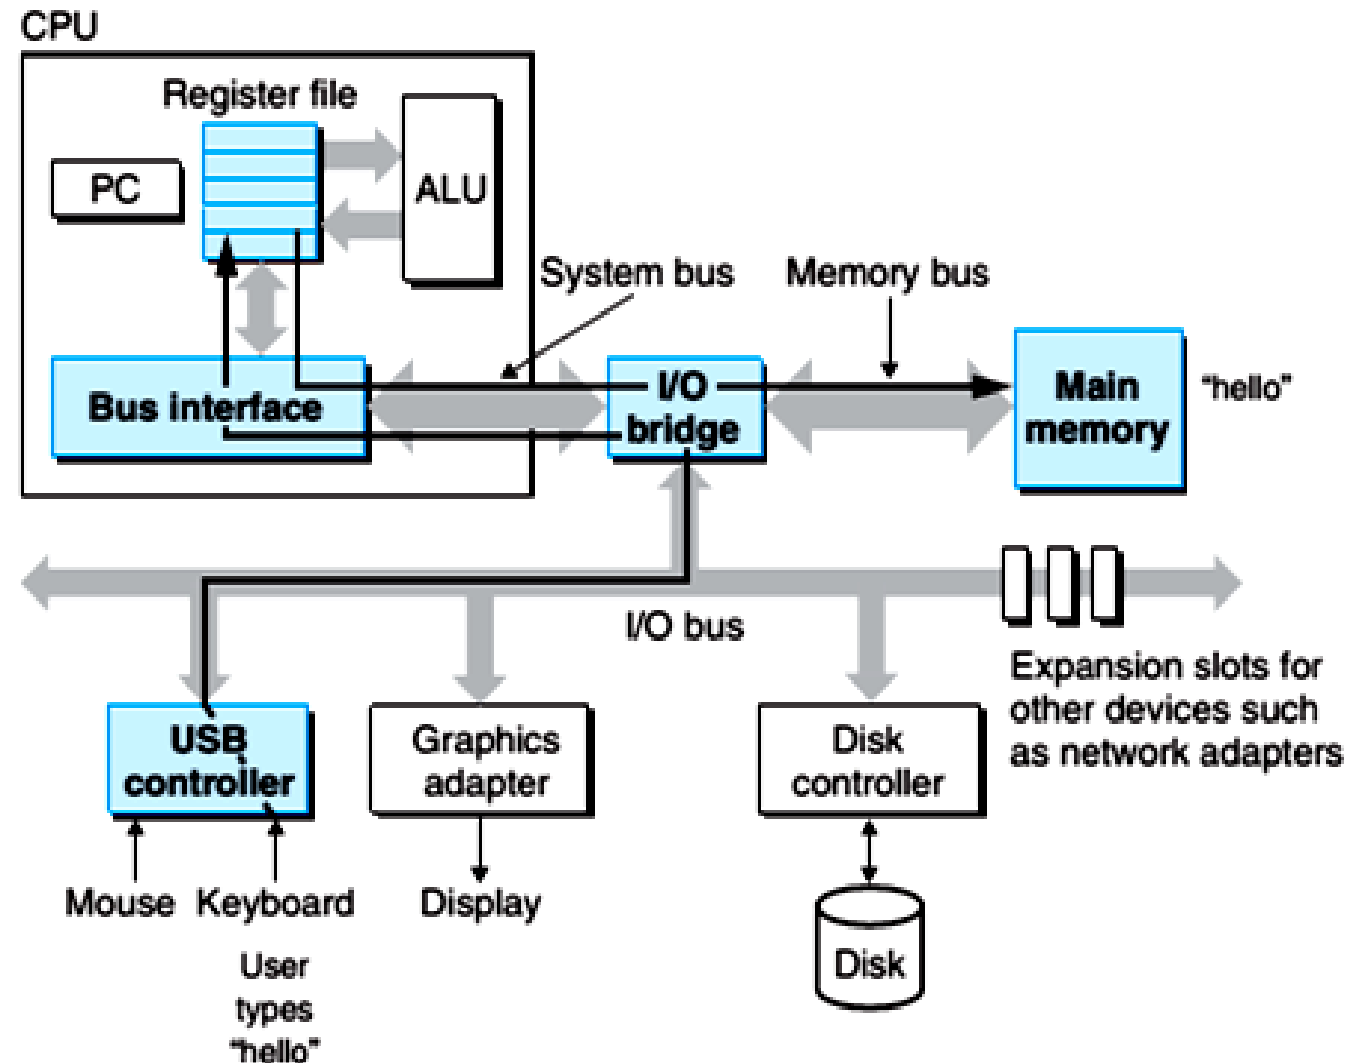 CPU
Register file
PC
ALU
System bus
Memory bus
Bus interface
I/O
bridge
Main
memory
"hello"
I/O bus
Expansion slots for
other devices such
as network adapters
USB
controller
Graphics
adapter
Disk
controller
Mouse
Keyboard
Display
Disk
User
types
"hello"